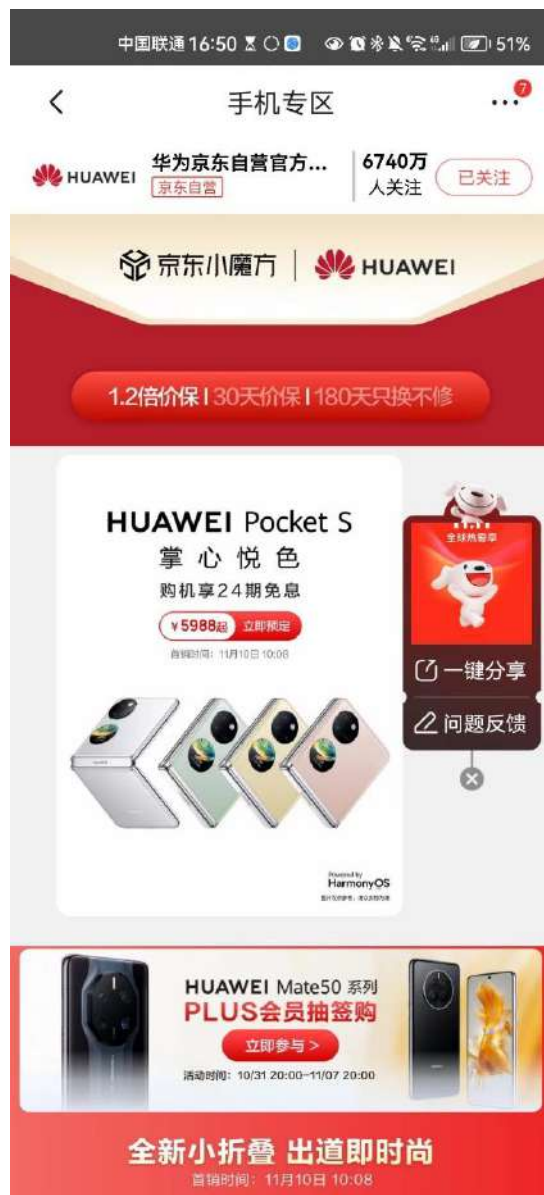 中国联通 16:50 51%
手机专区
7
HUAWEI
华为京东自营官方...
京东自营
6740万
人关注
已关注
京东小魔方 | HUAWEI
1.2倍价保 | 30天价保 | 180天只换不修
HUAWEI Pocket S
掌心悦色
购机享24期免息
¥5988起 立即预定
首销时间: 11月10日 10:08
11.11
全球热爱季
一键分享
问题反馈
Powered by
HarmonyOS
HUAWEI Mate50 系列
PLUS会员抽签购
立即参与 >
活动时间: 10/31 20:00-11/07 20:00
全新小折叠 出道即时尚
首销时间: 11月10日 10:08